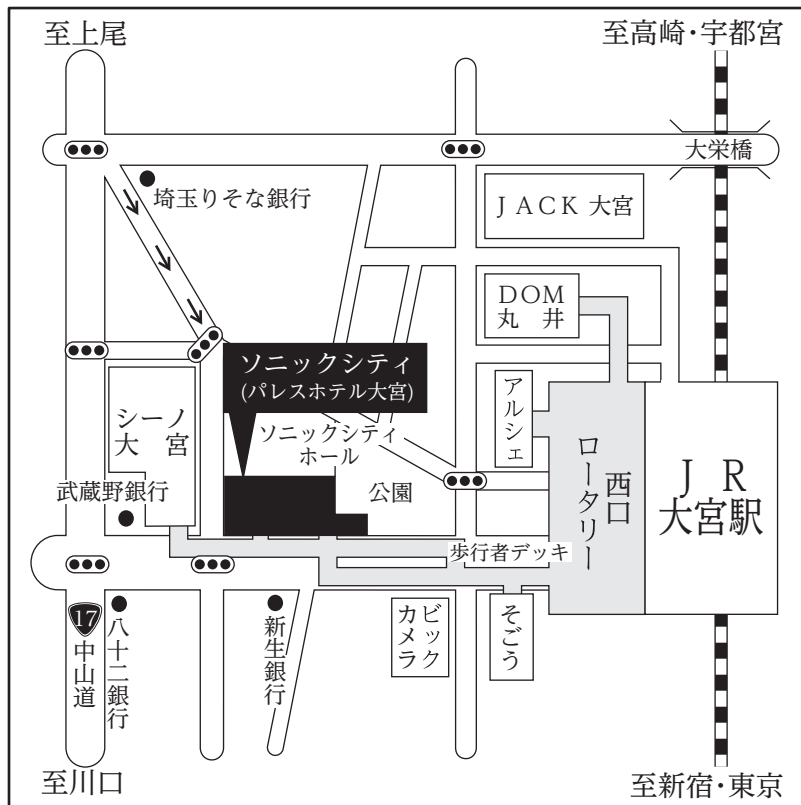 至上尾
至高崎・宇都宮
大栄橋
埼玉りそな銀行
JACK 大宮
DOM
丸井
ソニックシティ
(パレスホテル大宮)
アルシェ
シーノ
大宮
ソニックシティ
ホール
西口
ロータリー
JR
大宮駅
武蔵野銀行
公園
歩行者デッキ
17
中山道
八十二銀行
新生銀行
ビック
カメラ
そごう
至川口
至新宿・東京